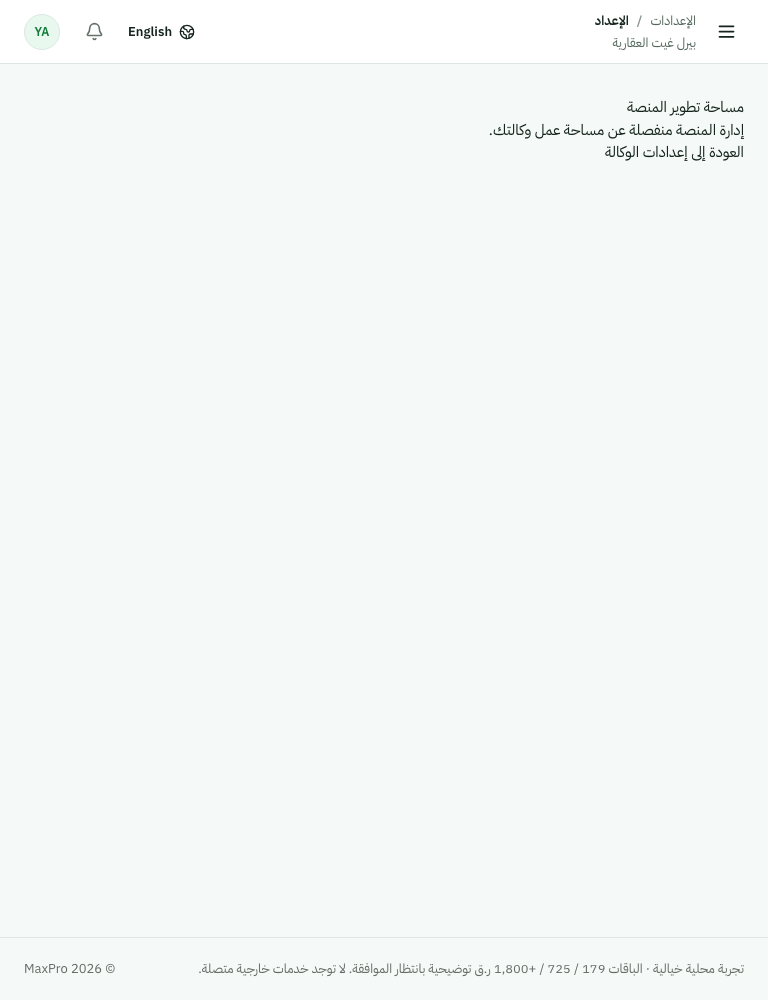 الإعدادات / الإعداد
بيرل غيت العقارية
English
YA
مساحة تطوير المنصة
إدارة المنصة منفصلة عن مساحة عمل وكالتك.
العودة إلى إعدادات الوكالة
تجربة محلية خيالية · الباقات 179 / 725 / +1,800 ر.ق توضيحية بانتظار الموافقة. لا توجد خدمات خارجية متصلة.
© 2026 MaxPro